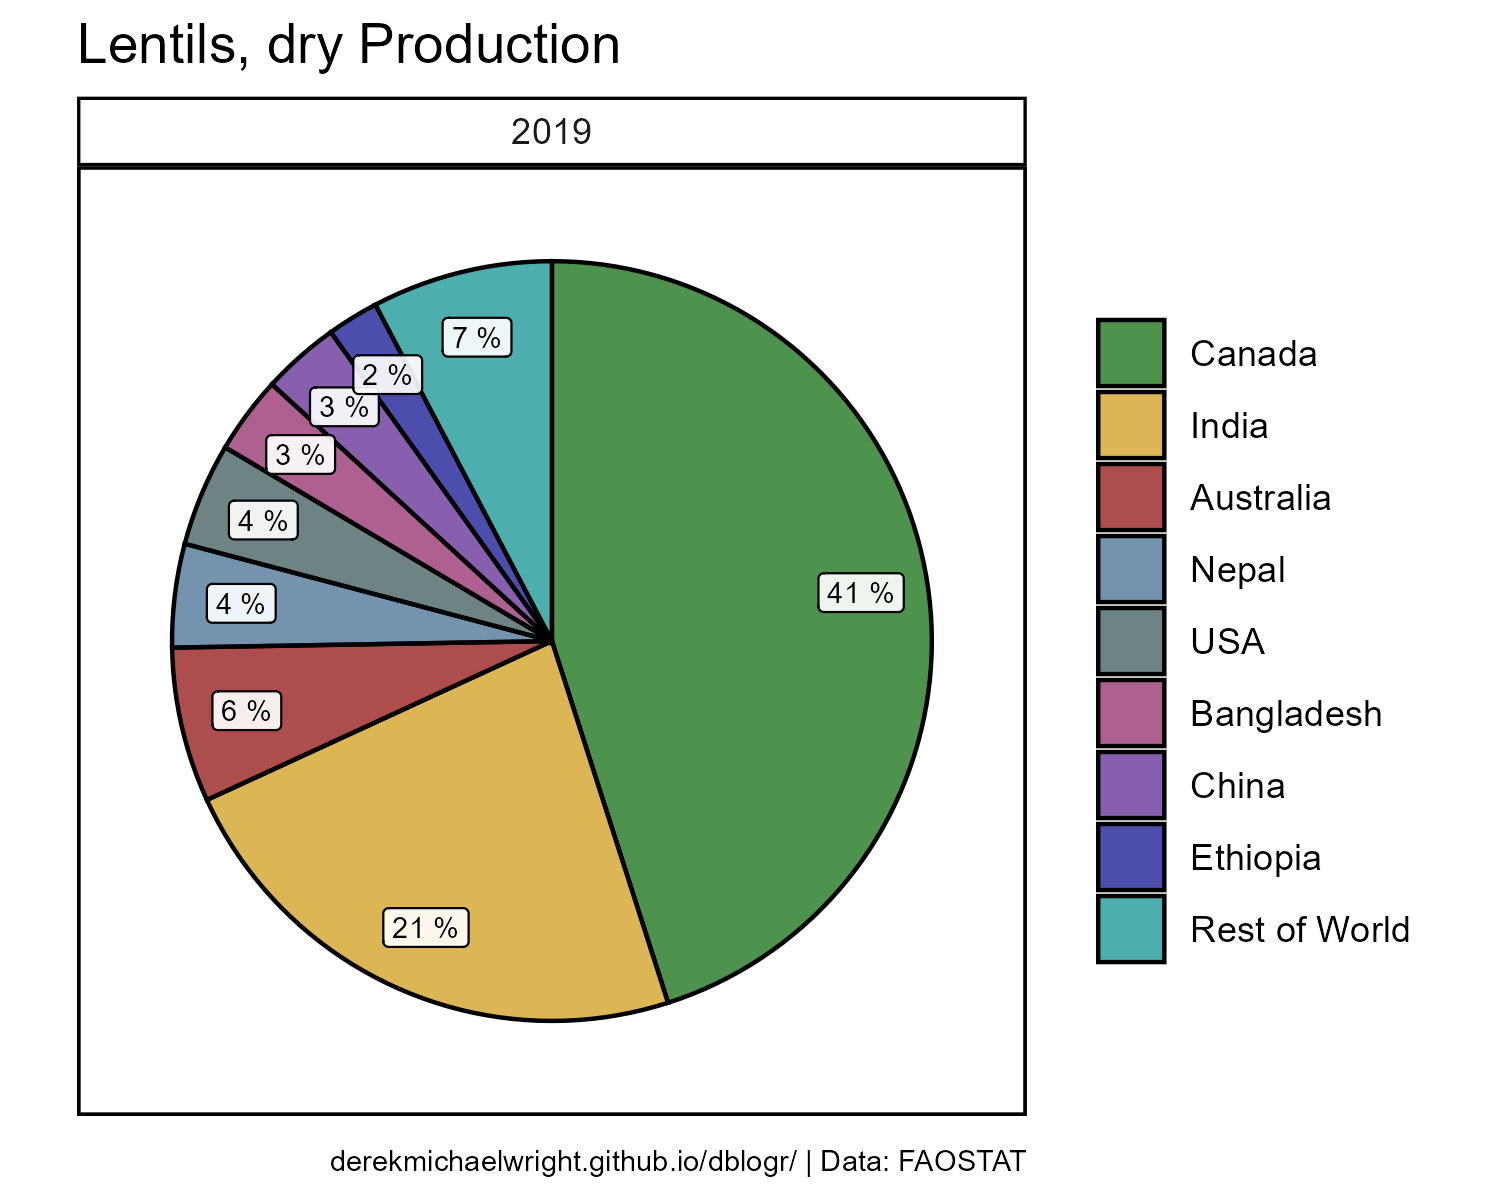 Lentils, dry Production
2019
7 %
2 %
3 %
3 %
4 %
4 %
6 %
21 %
41 %
Canada
India
Australia
Nepal
USA
Bangladesh
China
Ethiopia
Rest of World
derekmichaelwright.github.io/dblogr/ | Data: FAOSTAT